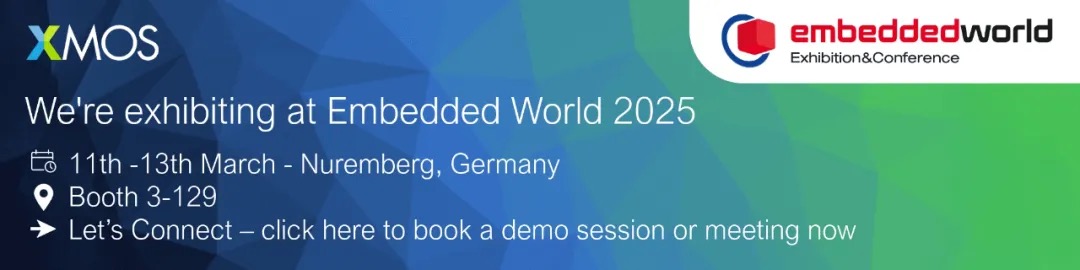 XMOS
embeddedworld
Exhibition&Conference
We're exhibiting at Embedded World 2025
11th -13th March - Nuremberg, Germany
Booth 3-129
Let's Connect – click here to book a demo session or meeting now